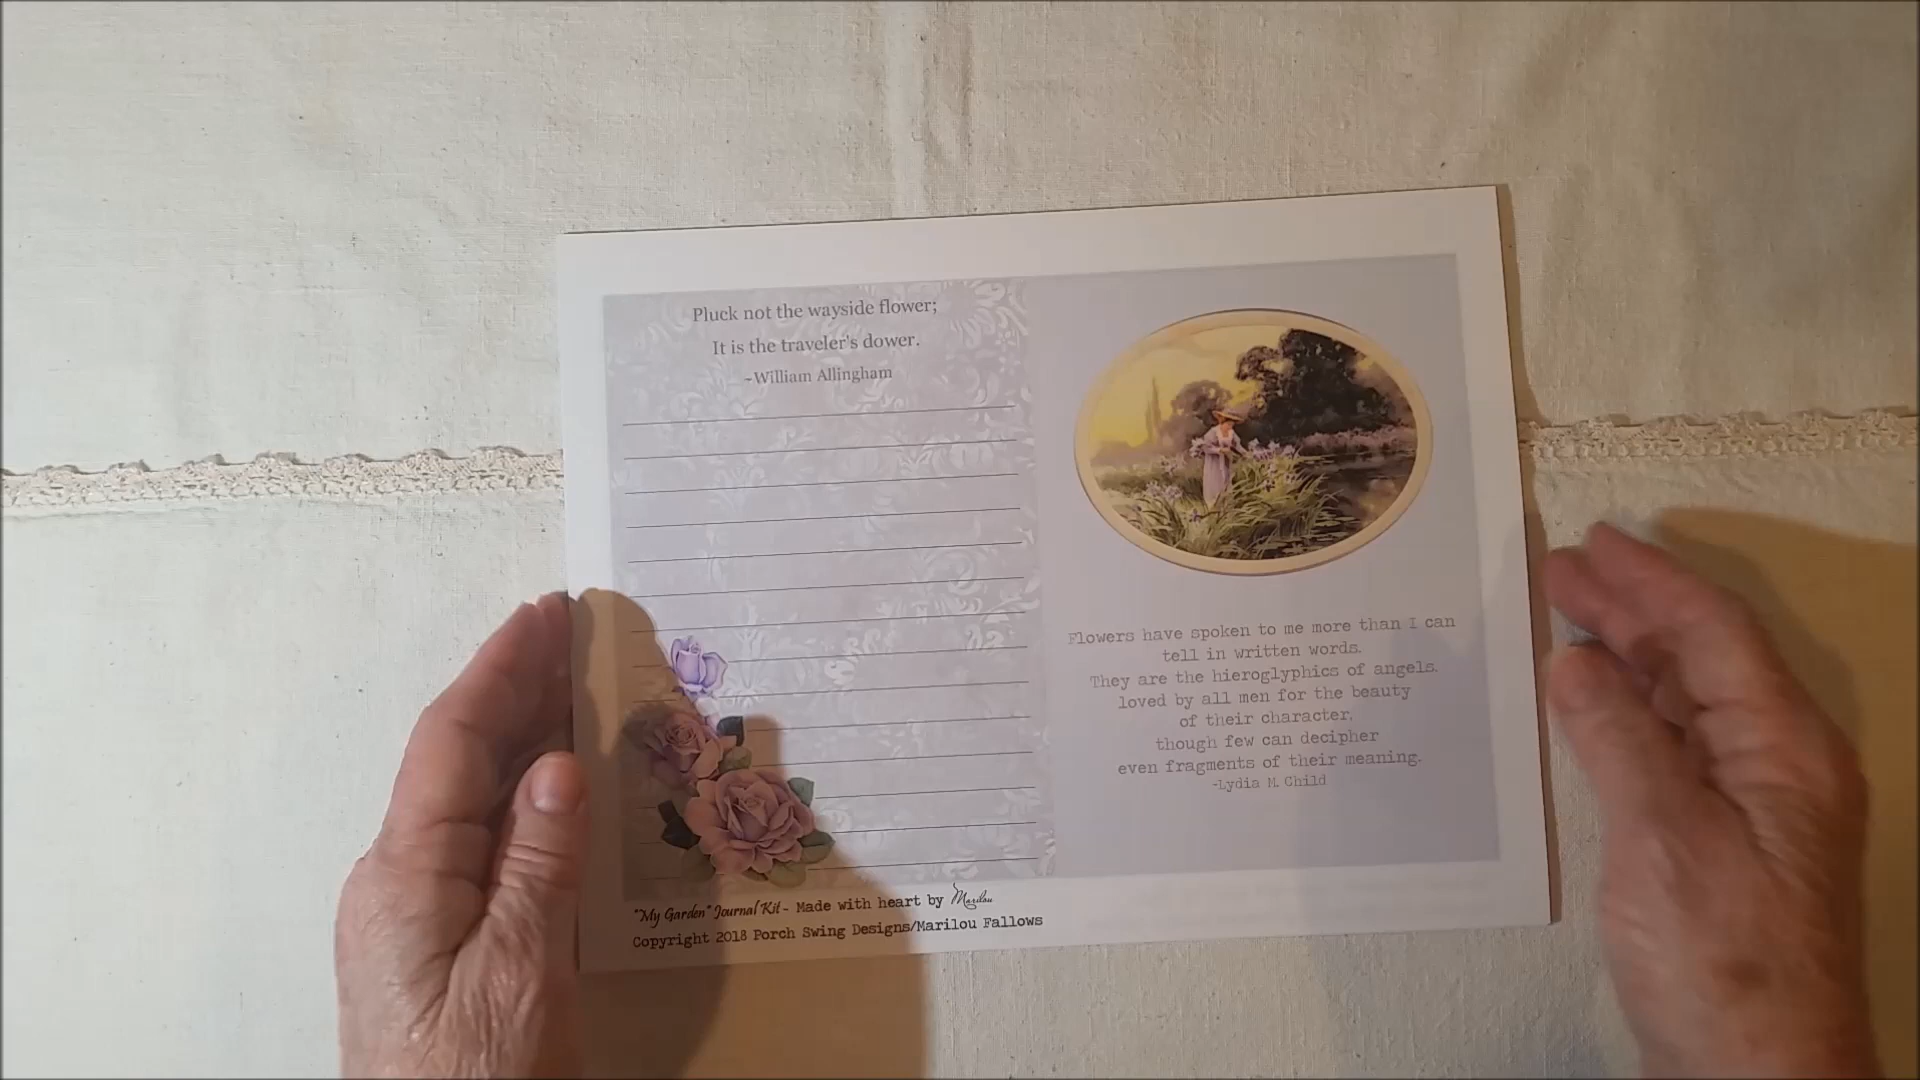 Pluck not the wayside flower;
It is the traveler's dower.
~William Allingham
Flowers have spoken to me more than I can
tell in written words.
They are the hieroglyphics of angels.
loved by all men for the beauty
of their character,
though few can decipher
even fragments of their meaning.
-Lydia M. Child
"My Garden" Journal Kit - Made with heart by Marilou
Copyright 2018 Porch Swing Designs/Marilou Fallows